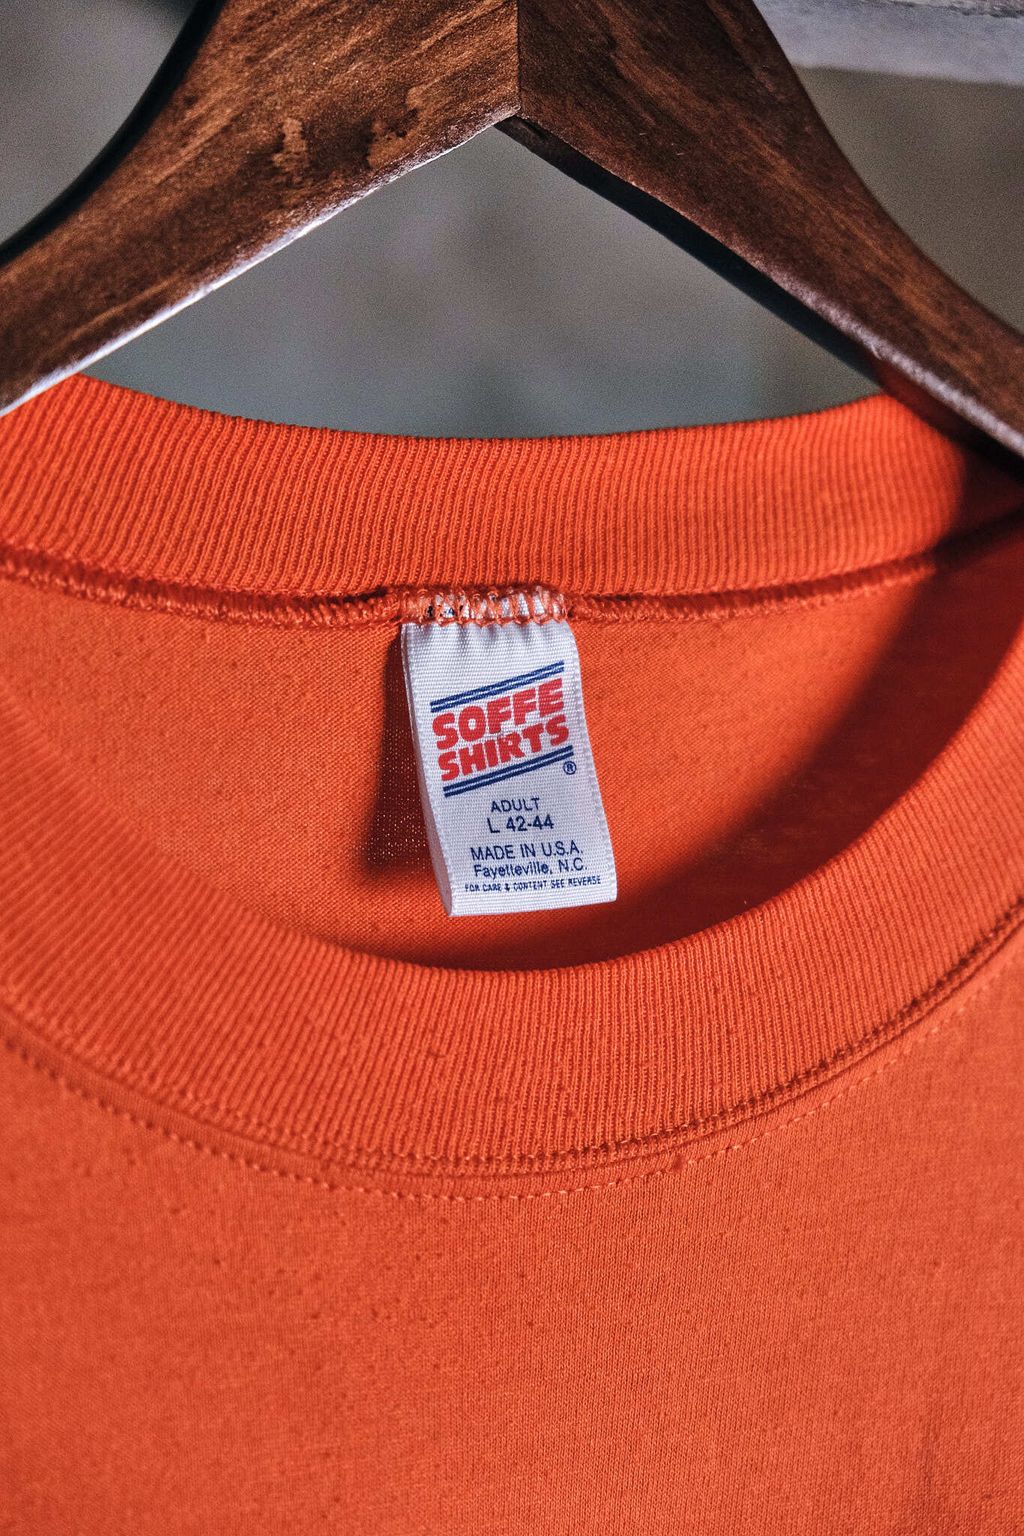 SOFFE
SHIRTS
®
ADULT
L 42-44
MADE IN U.S.A.
Fayetteville, N.C.
FOR CARE & CONTENT SEE REVERSE